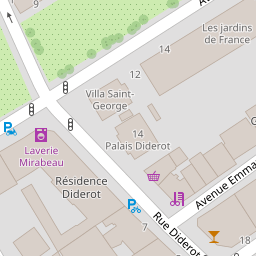 9
Les jardins
de France
14
12
Villa Saint-
George
14
Palais Diderot
P
Laverie
Mirabeau
Résidence
Diderot
P
Avenue Emma
Rue Diderot
18